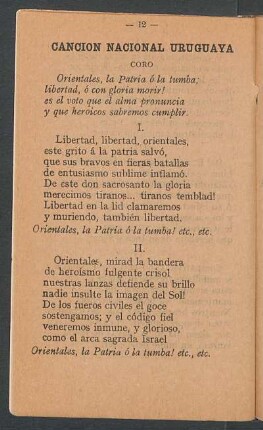 — 12 —
CANCION NACIONAL URUGUAYA
CORO
Orientales, la Patria ó la tumba;
libertad, ó con gloria morir!
es el voto que el alma pronuncia
y que heroicos sabremos cumplir.
I.
Libertad, libertad, orientales,
este grito á la patria salvó,
que sus bravos en fieras batallas
de entusiasmo sublime inflamó.
De este don sacrosanto la gloria
merecimos tiranos... tiranos temblad!
Libertad en la lid clamaremos
y muriendo, también libertad.
Orientales, la Patria ó la tumba! etc., etc.
II.
Orientales, mirad la bandera
de heroísmo fulgente crisol
nuestras lanzas defiende su brillo
nadie insulte la imagen del Sol!
De los fueros civiles el goce
sostengamos; y el código fiel
veneremos inmune, y glorioso,
como el arca sagrada Israel
Orientales, la Patria ó la tumba! etc., etc.